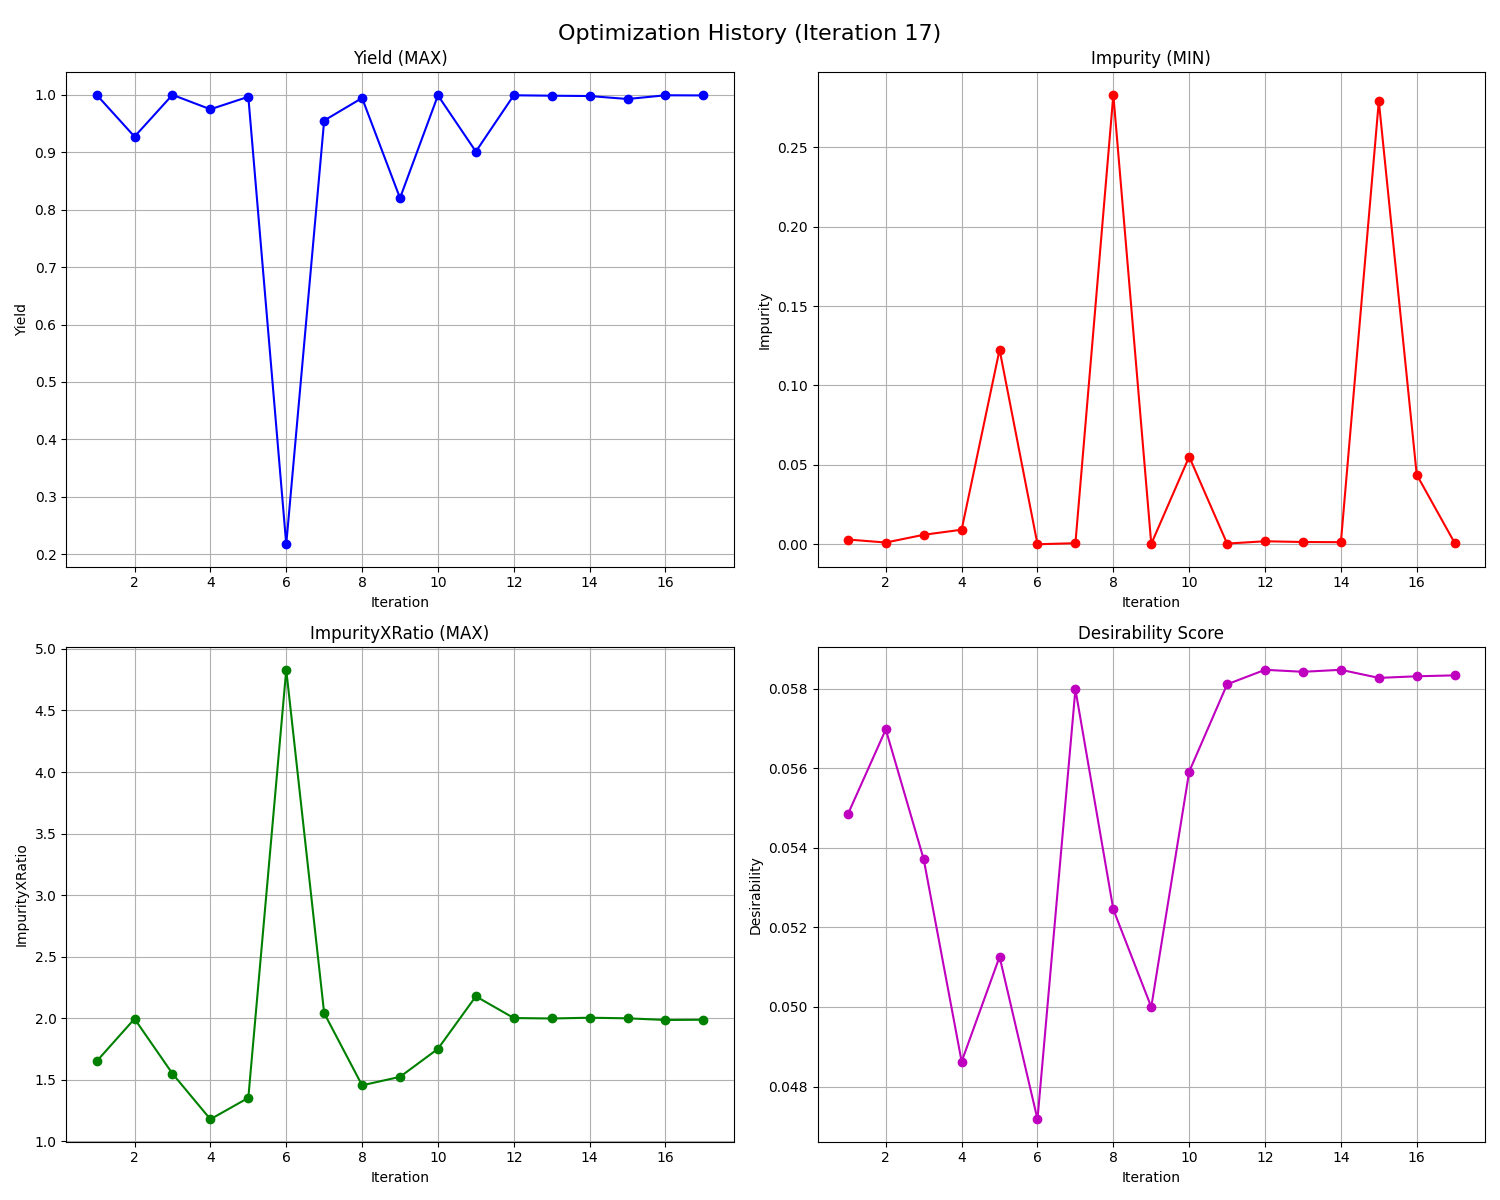 Optimization History (Iteration 17)
Yield (MAX)
1.0
0.9
0.8
0.7
0.6
0.5
0.4
0.3
0.2
Yield
2 4 6 8 10 12 14 16
Iteration
Impurity (MIN)
0.25
0.20
0.15
0.10
0.05
0.00
Impurity
2 4 6 8 10 12 14 16
Iteration
ImpurityXRatio (MAX)
5.0
4.5
4.0
3.5
3.0
2.5
2.0
1.5
1.0
ImpurityXRatio
2 4 6 8 10 12 14 16
Iteration
Desirability Score
0.058
0.056
0.054
0.052
0.050
0.048
Desirability
2 4 6 8 10 12 14 16
Iteration